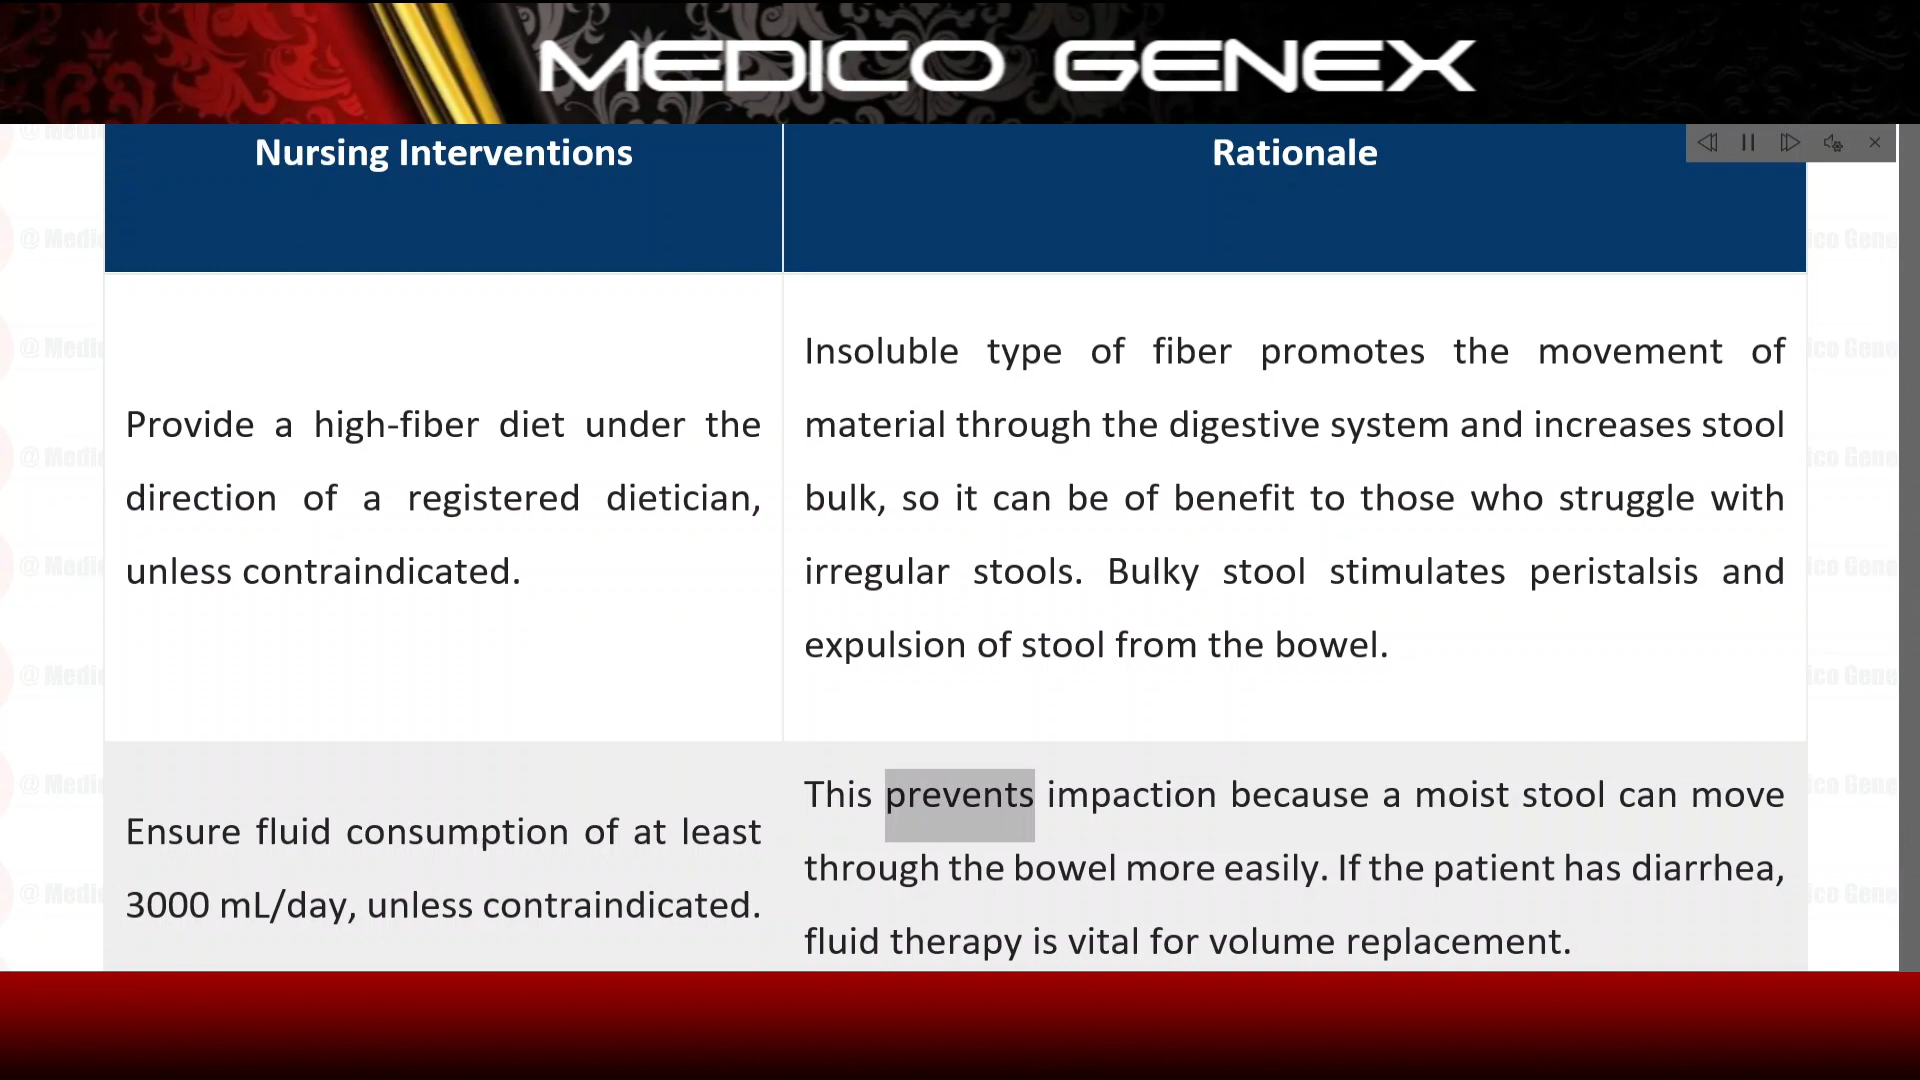 MEDICO GENEX
Nursing Interventions
Rationale
Provide a high-fiber diet under the
direction of a registered dietician,
unless contraindicated.
Insoluble type of fiber promotes the movement of
material through the digestive system and increases stool
bulk, so it can be of benefit to those who struggle with
irregular stools. Bulky stool stimulates peristalsis and
expulsion of stool from the bowel.
Ensure fluid consumption of at least
3000 mL/day, unless contraindicated.
This prevents impaction because a moist stool can move
through the bowel more easily. If the patient has diarrhea,
fluid therapy is vital for volume replacement.